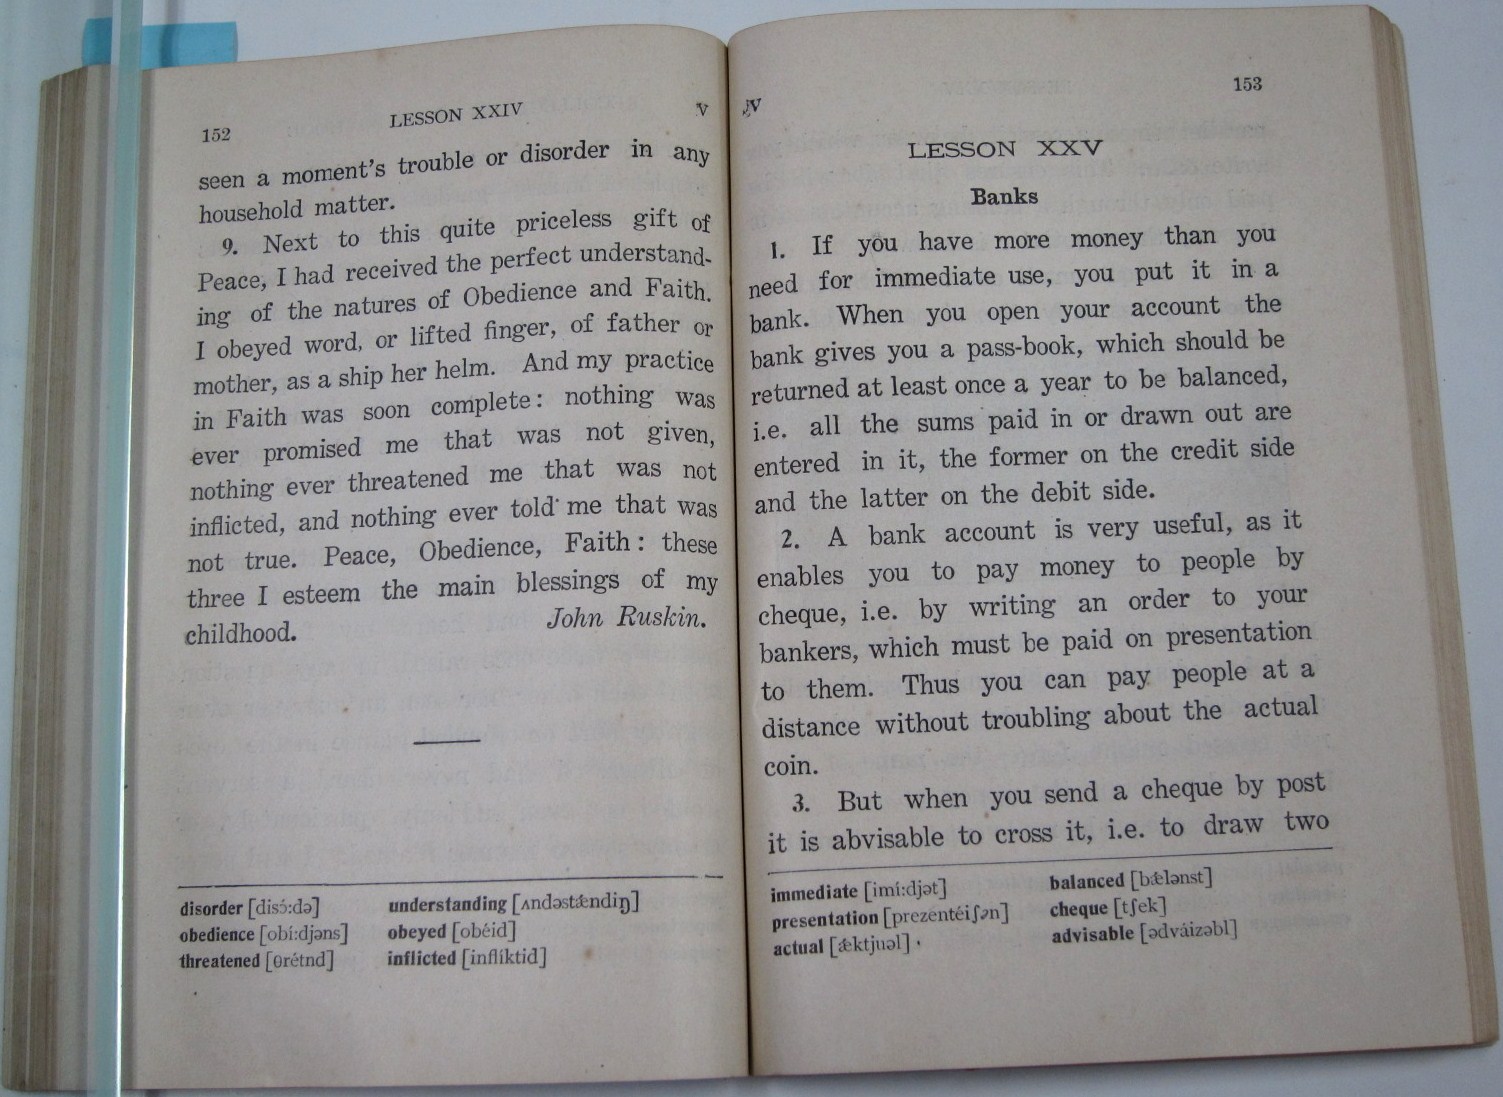 152
LESSON XXIV
V
seen a moment's trouble or disorder in any
household matter.
9. Next to this quite priceless gift of
Peace, I had received the perfect understand-
ing of the natures of Obedience and Faith.
I obeyed word, or lifted finger, of father or
mother, as a ship her helm. And my practice
in Faith was soon complete: nothing was
ever promised me that was not given,
nothing ever threatened me that was not
inflicted, and nothing ever told me that was
not true. Peace, Obedience, Faith: these
three I esteem the main blessings of my
childhood. John Ruskin.
disorder [disɔ́:də] understanding [ʌndəstǽndiŋ]
obedience [obí:djəns] obeyed [obéid]
threatened [θrétnd] inflicted [inflíktid]
V
153
LESSON XXV
Banks
1. If you have more money than you
need for immediate use, you put it in a
bank. When you open your account the
bank gives you a pass-book, which should be
returned at least once a year to be balanced,
i.e. all the sums paid in or drawn out are
entered in it, the former on the credit side
and the latter on the debit side.
2. A bank account is very useful, as it
enables you to pay money to people by
cheque, i.e. by writing an order to your
bankers, which must be paid on presentation
to them. Thus you can pay people at a
distance without troubling about the actual
coin.
3. But when you send a cheque by post
it is abvisable to cross it, i.e. to draw two
immediate [imí:djət] balanced [bǽlənst]
presentation [prezentéiʃən] cheque [tʃek]
actual [ǽktjuəl] advisable [ədváizəbl]